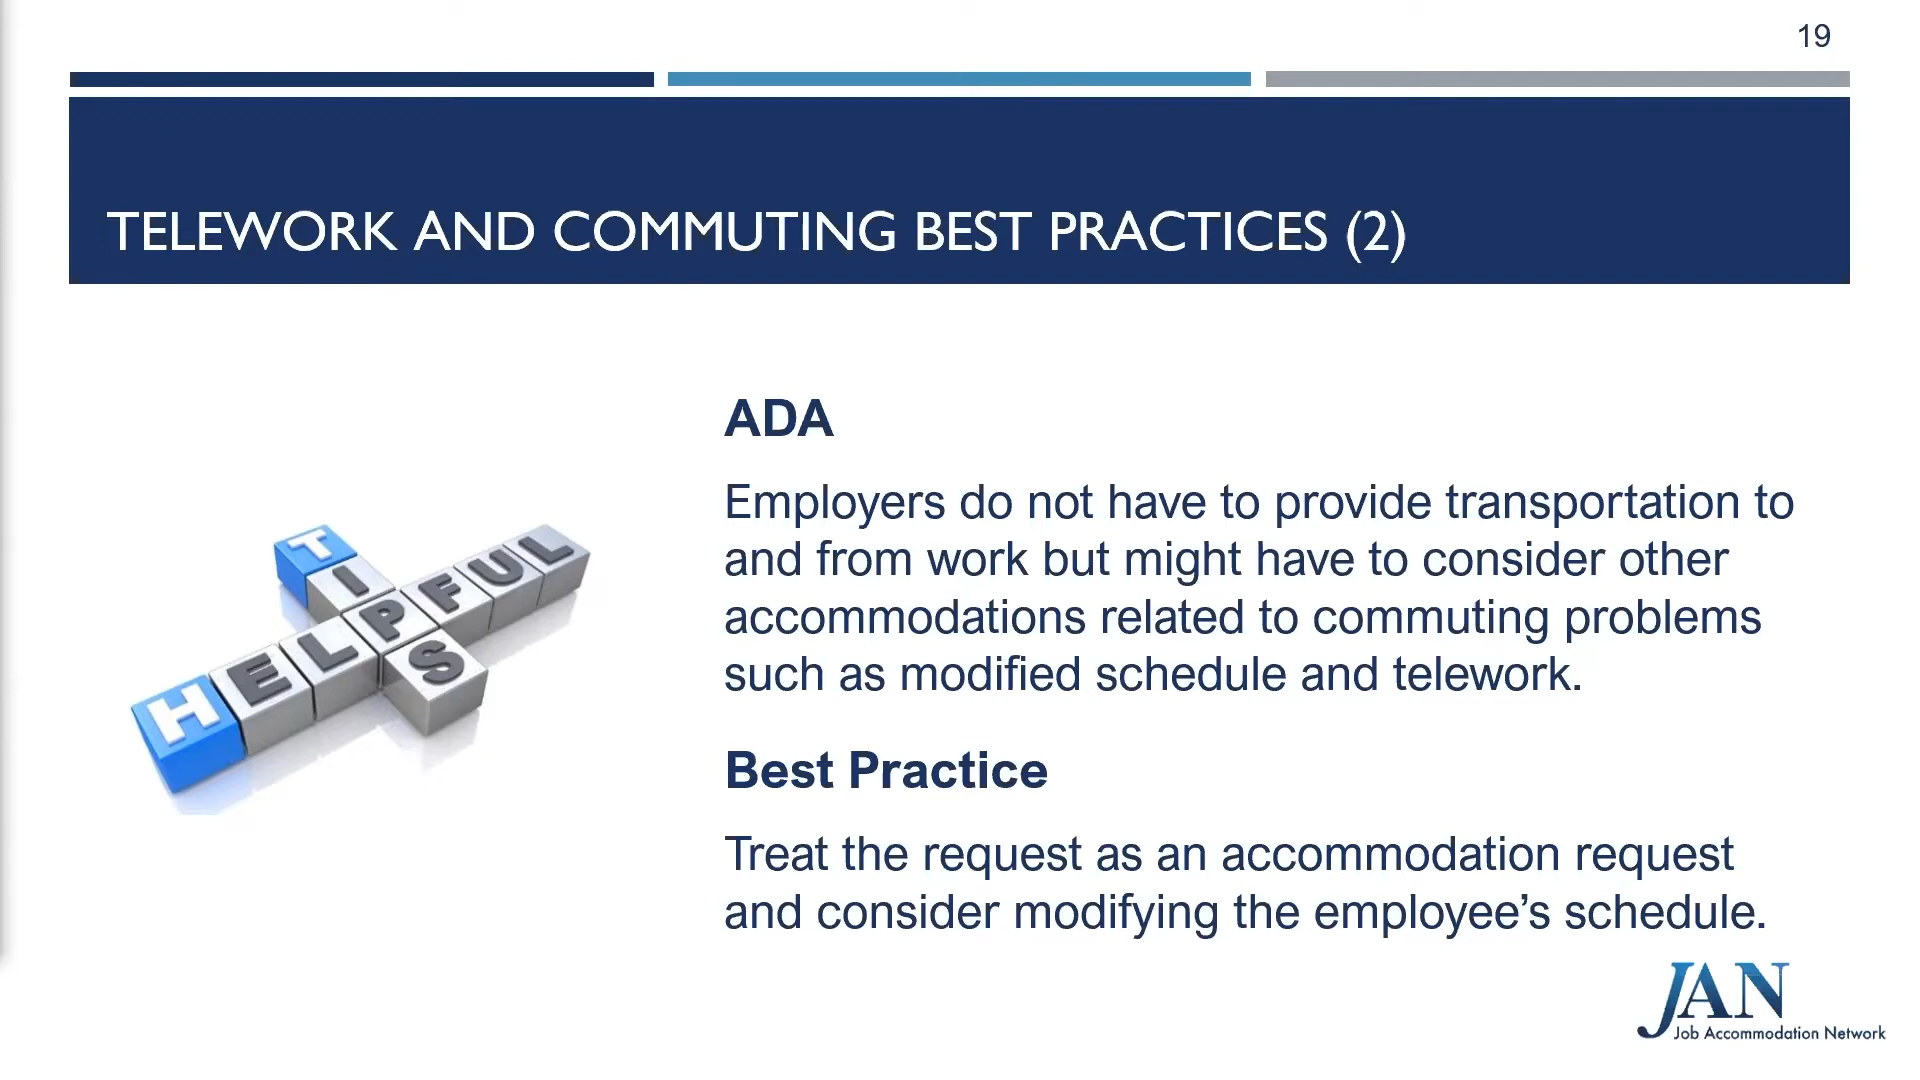 19
TELEWORK AND COMMUTING BEST PRACTICES (2)
TIPS
HELPFUL
ADA
Employers do not have to provide transportation to
and from work but might have to consider other
accommodations related to commuting problems
such as modified schedule and telework.
Best Practice
Treat the request as an accommodation request
and consider modifying the employee’s schedule.
JAN
Job Accommodation Network